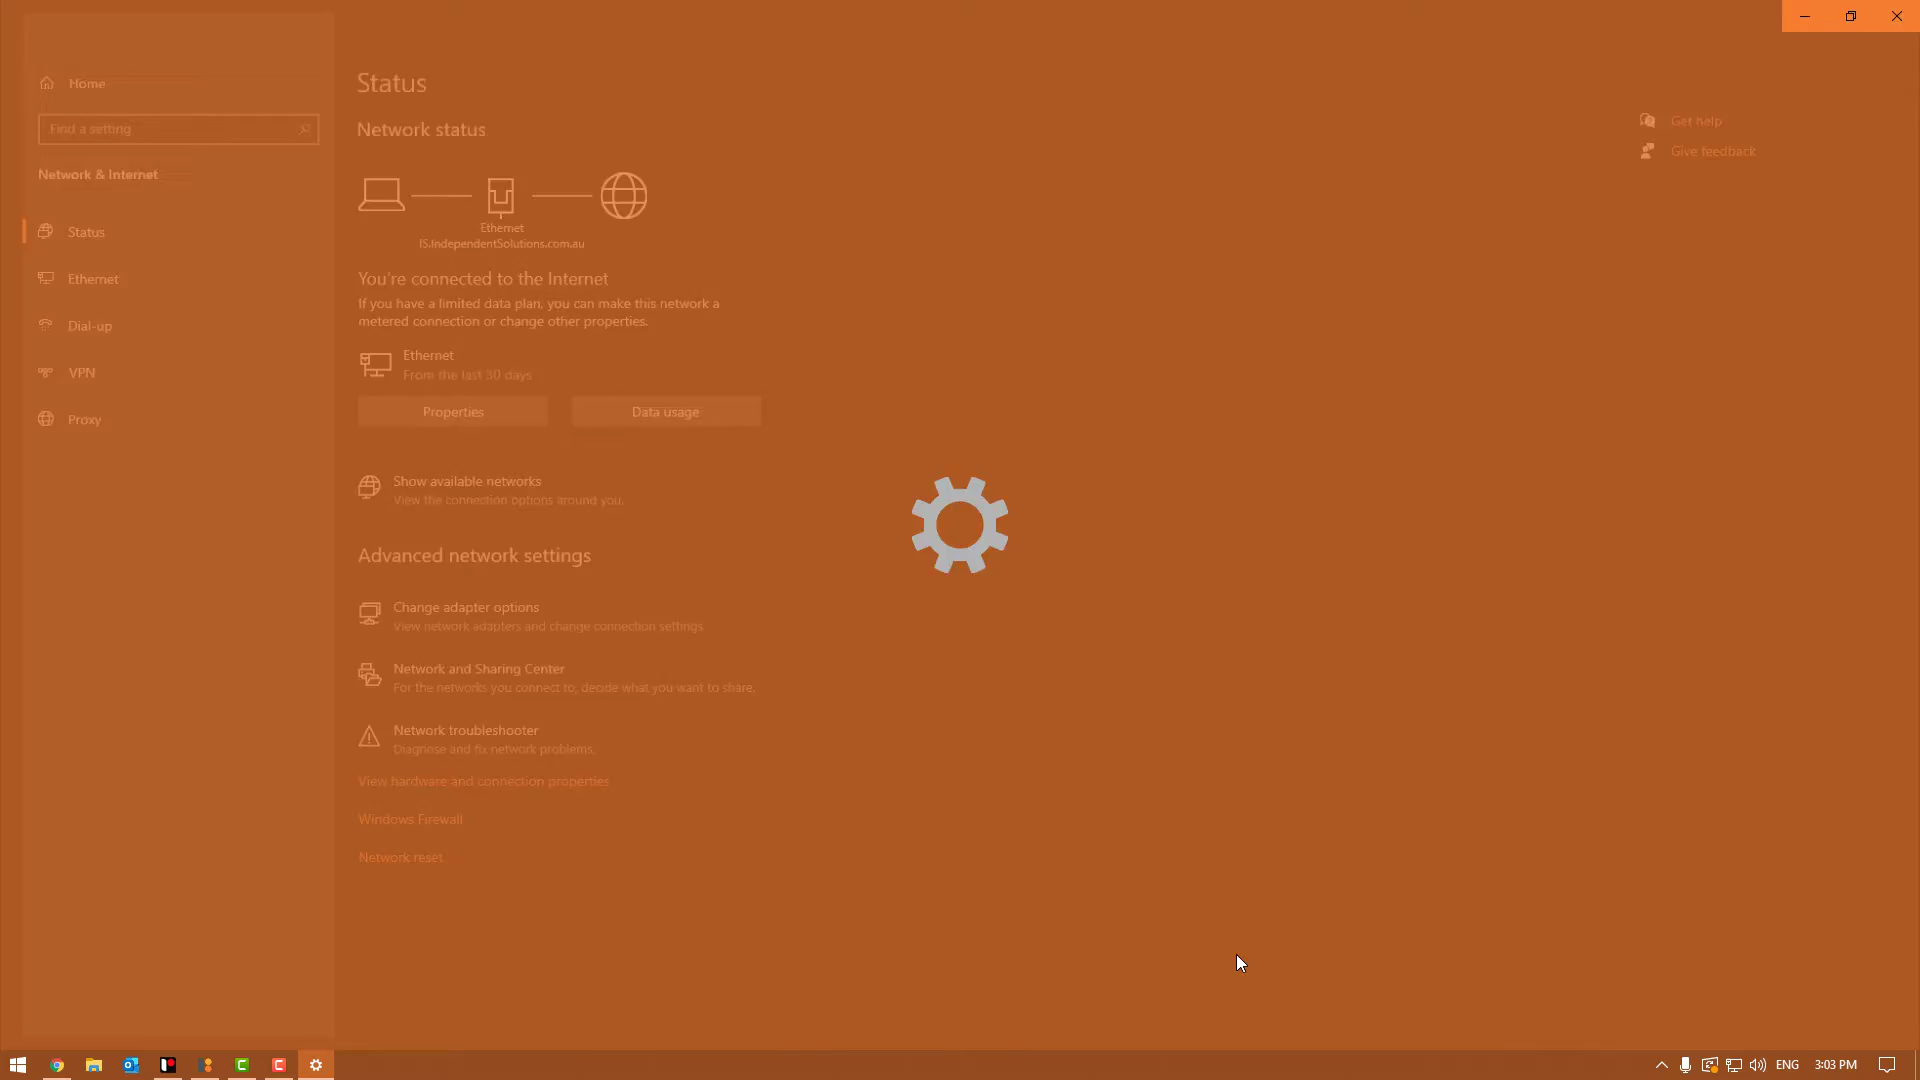 Home
Find a setting
Network & Internet
Status
Ethernet
Dial-up
VPN
Proxy
Status
Network status
Ethernet
IS.IndependentSolutions.com.au
You're connected to the Internet
If you have a limited data plan, you can make this network a
metered connection or change other properties.
Ethernet
From the last 30 days
Properties
Data usage
Show available networks
View the connection options around you.
Advanced network settings
Change adapter options
View network adapters and change connection settings.
Network and Sharing Center
For the networks you connect to, decide what you want to share.
Network troubleshooter
Diagnose and fix network problems.
View hardware and connection properties
Windows Firewall
Network reset
Get help
Give feedback
ENG
3:03 PM